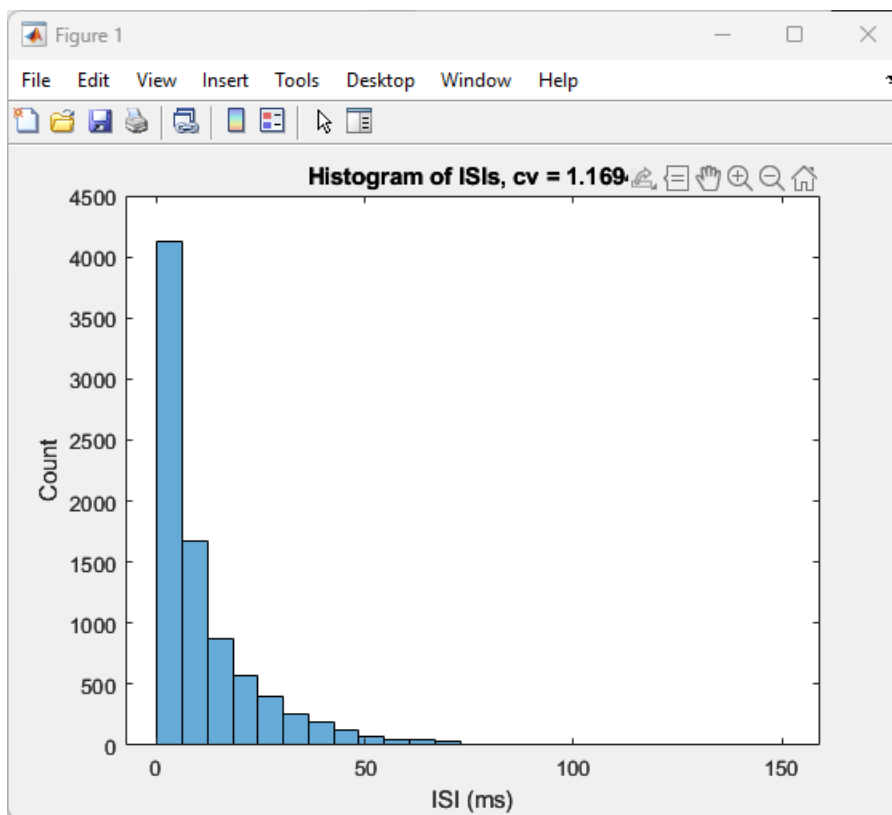 Figure 1
File Edit View Insert Tools Desktop Window Help
Histogram of ISIs, cv = 1.169
4500
4000
3500
3000
2500
2000
1500
1000
500
0
Count
0 50 100 150
ISI (ms)